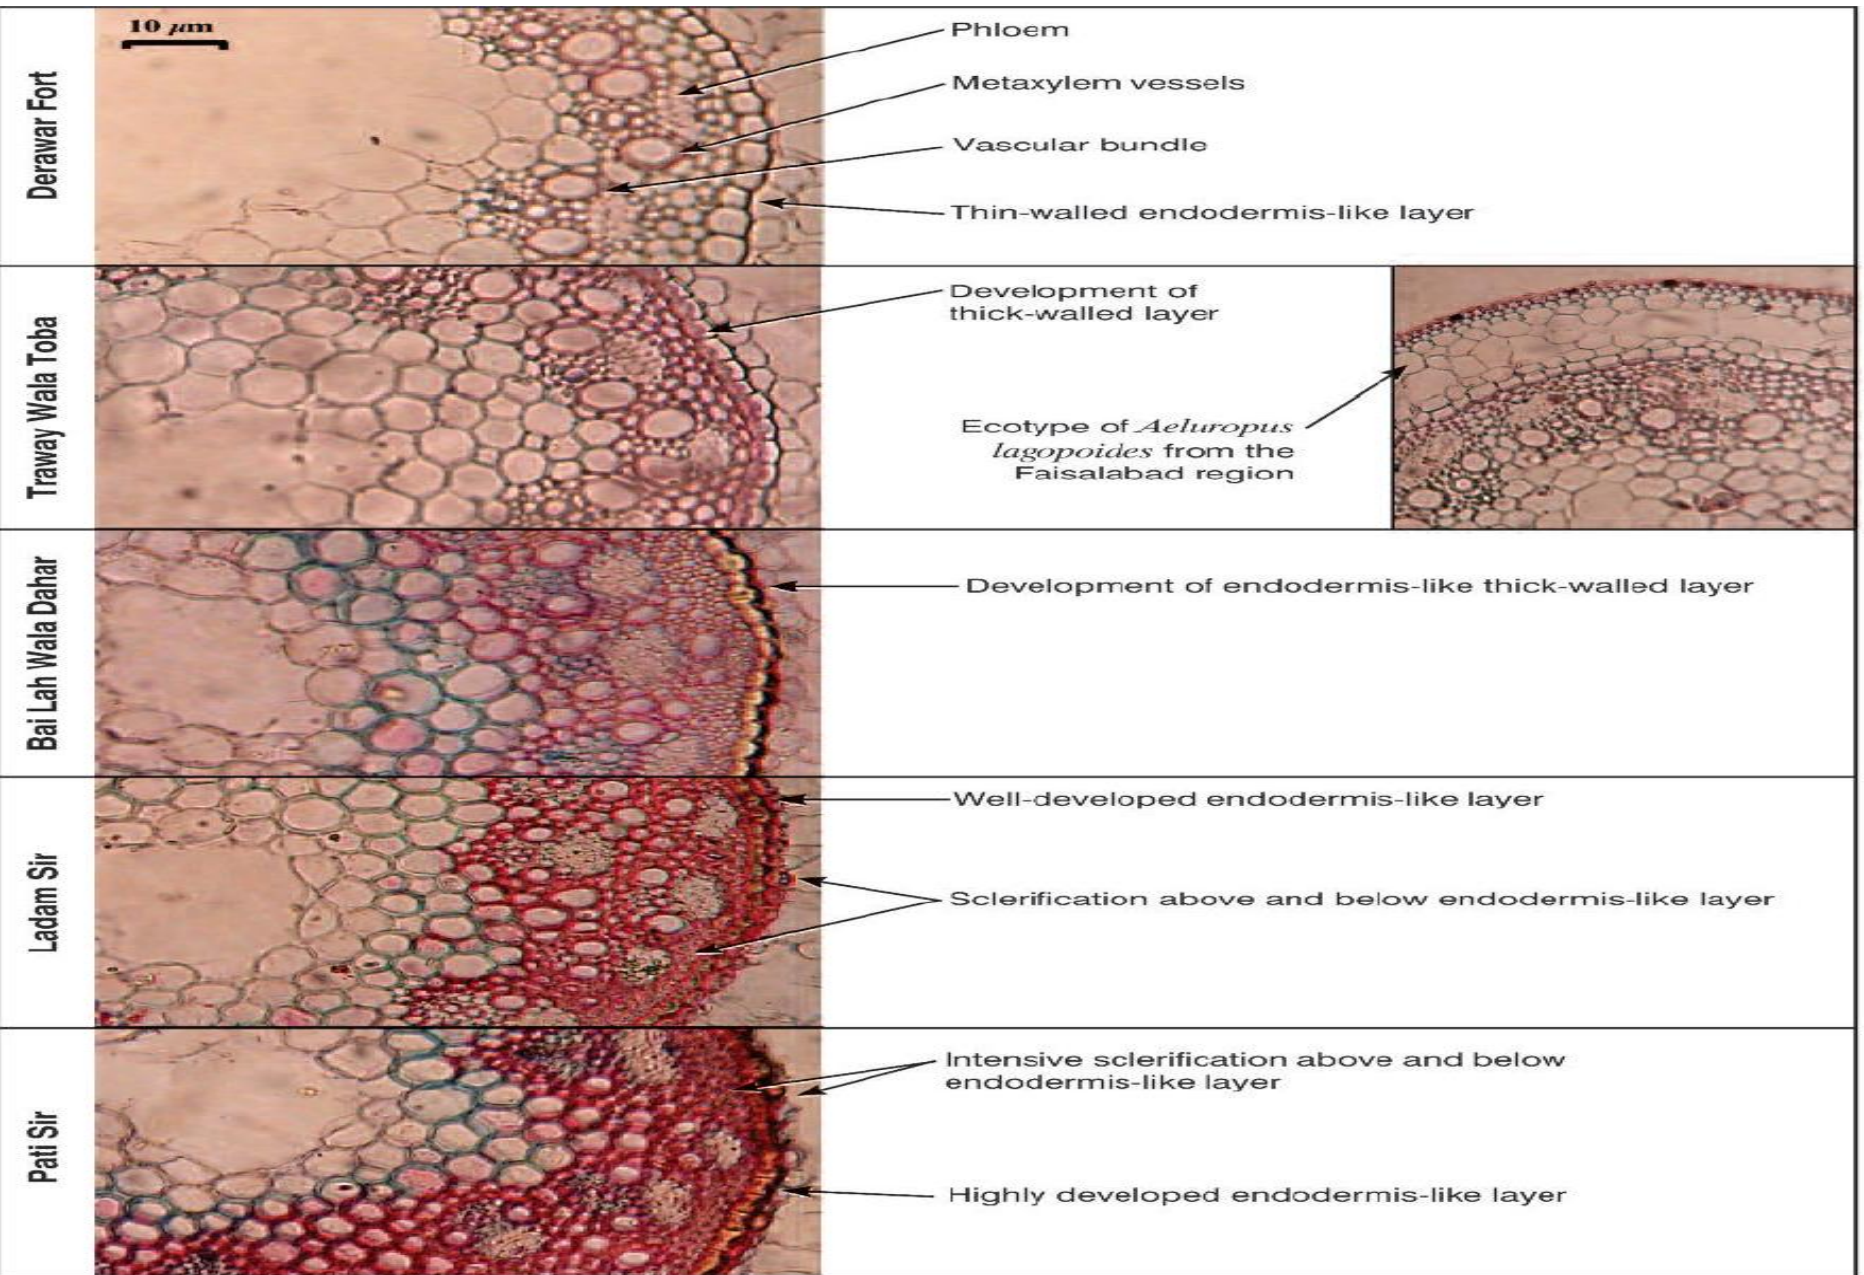 10 µm
Derawar Fort
Phloem
Metaxylem vessels
Vascular bundle
Thin-walled endodermis-like layer
Traway Wala Toba
Development of
thick-walled layer
Ecotype of Aeluropus
lagopoides from the
Faisalabad region
Bai Lah Wala Dahar
Development of endodermis-like thick-walled layer
Ladam Sir
Well-developed endodermis-like layer
Sclerification above and below endodermis-like layer
Pati Sir
Intensive sclerification above and below
endodermis-like layer
Highly developed endodermis-like layer